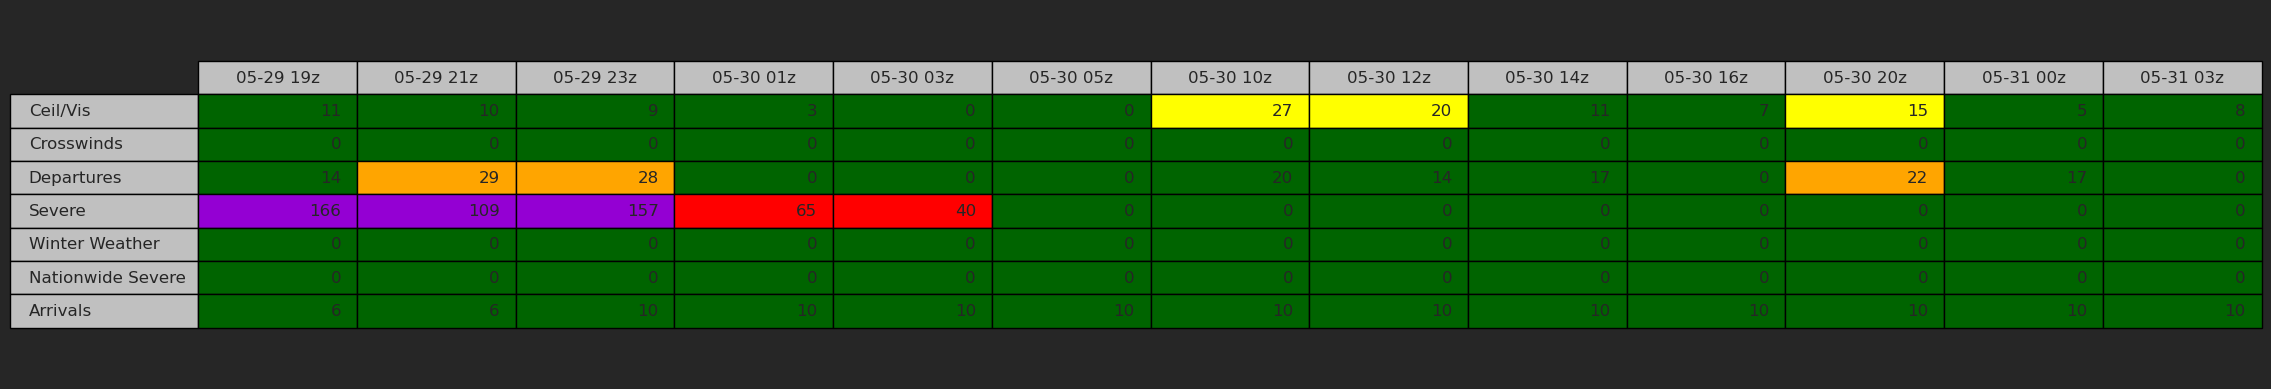 05-29 19z 05-29 21z 05-29 23z 05-30 01z 05-30 03z 05-30 05z 05-30 10z 05-30 12z 05-30 14z 05-30 16z 05-30 20z 05-31 00z 05-31 03z
Ceil/Vis 11 10 9 3 0 0 27 20 11 7 15 5 8
Crosswinds 0 0 0 0 0 0 0 0 0 0 0 0 0
Departures 14 29 28 0 0 0 20 14 17 0 22 17 0
Severe 166 109 157 65 40 0 0 0 0 0 0 0 0
Winter Weather 0 0 0 0 0 0 0 0 0 0 0 0 0
Nationwide Severe 0 0 0 0 0 0 0 0 0 0 0 0 0
Arrivals 6 6 10 10 10 10 10 10 10 10 10 10 10